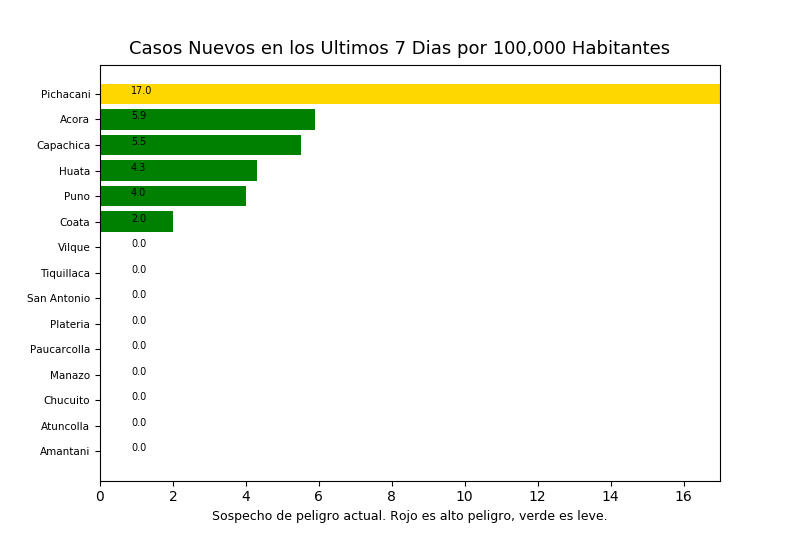 Casos Nuevos en los Ultimos 7 Dias por 100,000 Habitantes
Pichacani 17.0
Acora 5.9
Capachica 5.5
Huata 4.3
Puno 4.0
Coata 2.0
Vilque 0.0
Tiquillaca 0.0
San Antonio 0.0
Plateria 0.0
Paucarcolla 0.0
Manazo 0.0
Chucuito 0.0
Atuncolla 0.0
Amantani 0.0
0 2 4 6 8 10 12 14 16
Sospecho de peligro actual. Rojo es alto peligro, verde es leve.